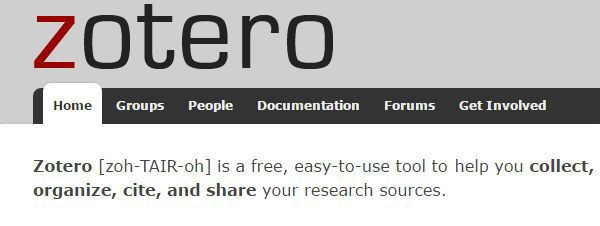 zotero
Home Groups People Documentation Forums Get Involved
Zotero [zoh-TAIR-oh] is a free, easy-to-use tool to help you collect,
organize, cite, and share your research sources.